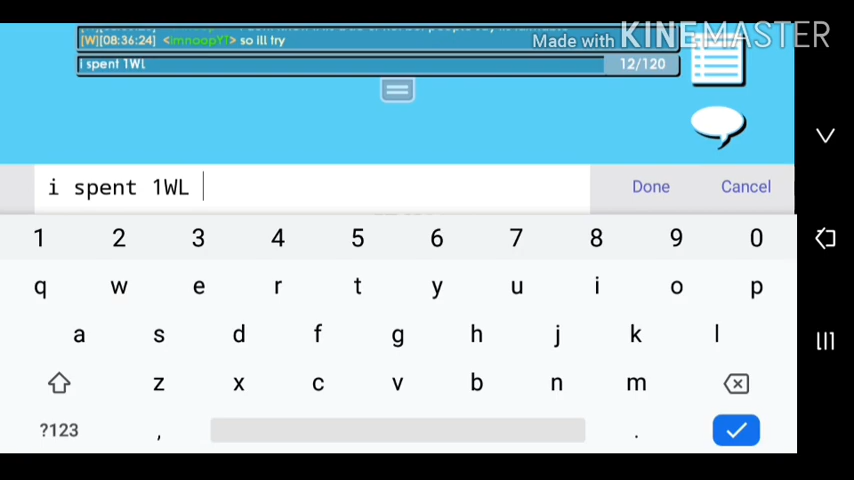 [W][08:36:24] <imnoopYT> so ill try
Made with KINEMASTER
i spent 1WL
12/120
i spent 1WL
Done Cancel
1 2 3 4 5 6 7 8 9 0
q w e r t y u i o p
a s d f g h j k l
z x c v b n m
?123 , .